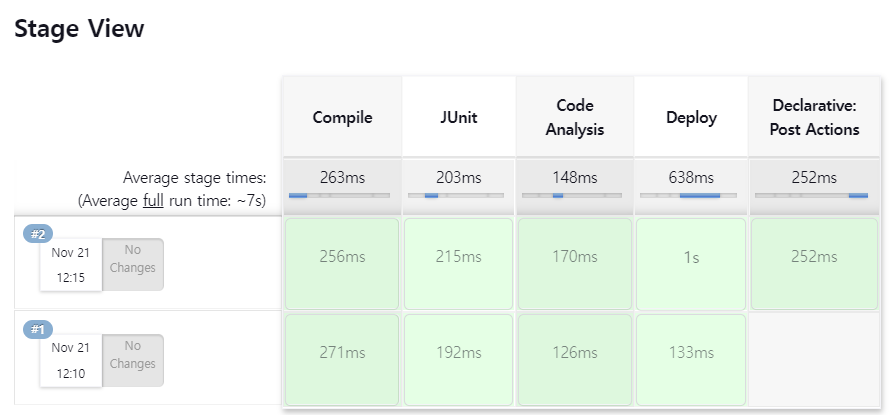 Stage View
Compile JUnit Code Analysis Deploy Declarative: Post Actions
Average stage times: 263ms 203ms 148ms 638ms 252ms
(Average full run time: ~7s)
#2
Nov 21 No Changes 256ms 215ms 170ms 1s 252ms
12:15
#1
Nov 21 No Changes 271ms 192ms 126ms 133ms
12:10